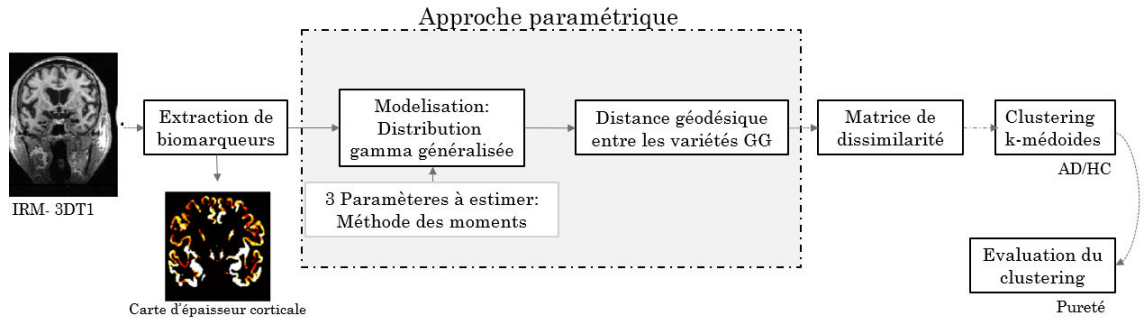 Approche paramétrique
Extraction de
biomarqueurs
Modelisation:
Distribution
gamma généralisée
Distance géodésique
entre les variétés GG
Matrice de
dissimilarité
Clustering
k-médoides
AD/HC
3 Paramèteres à estimer:
Méthode des moments
IRM- 3DT1
Evaluation du
clustering
Pureté
Carte d'épaisseur corticale